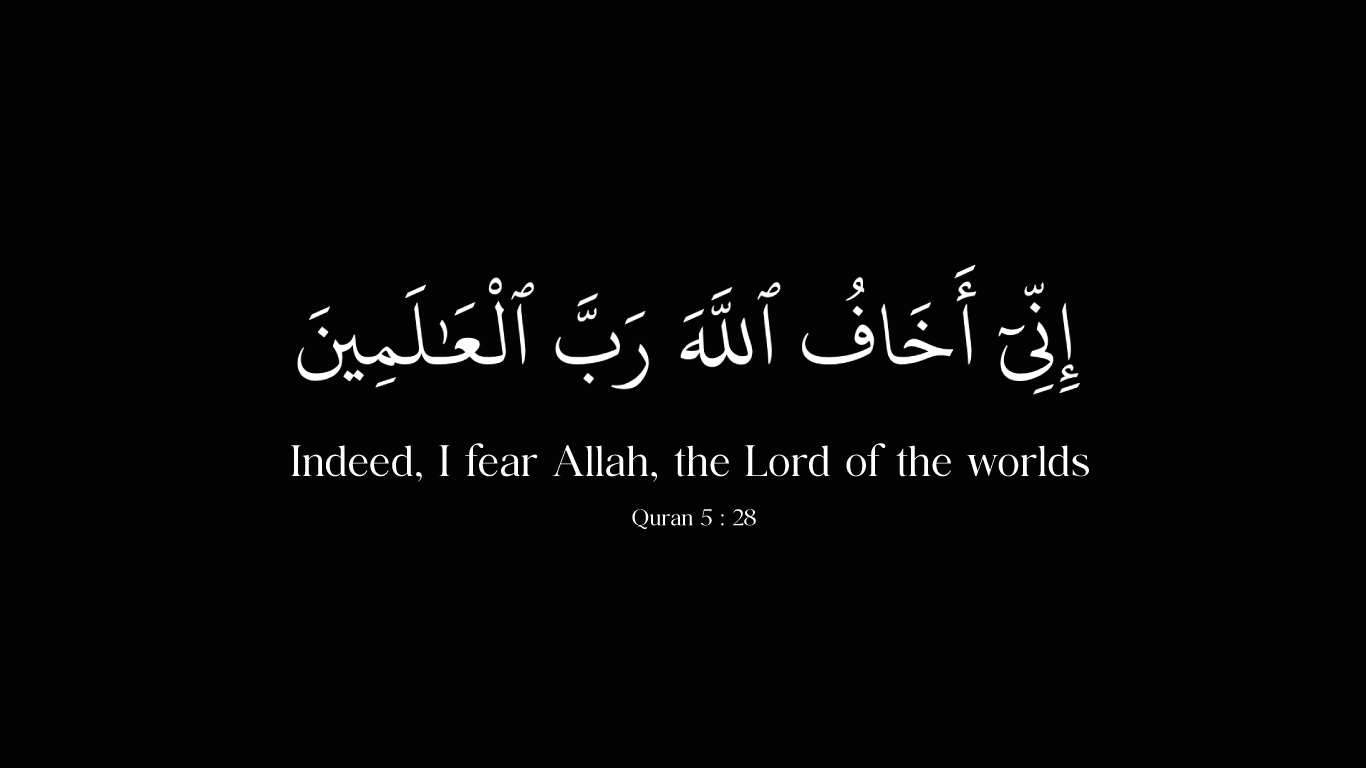 إِنِّىٓ أَخَافُ ٱللَّهَ رَبَّ ٱلْعَـٰلَمِينَ
Indeed, I fear Allah, the Lord of the worlds
Quran 5 : 28